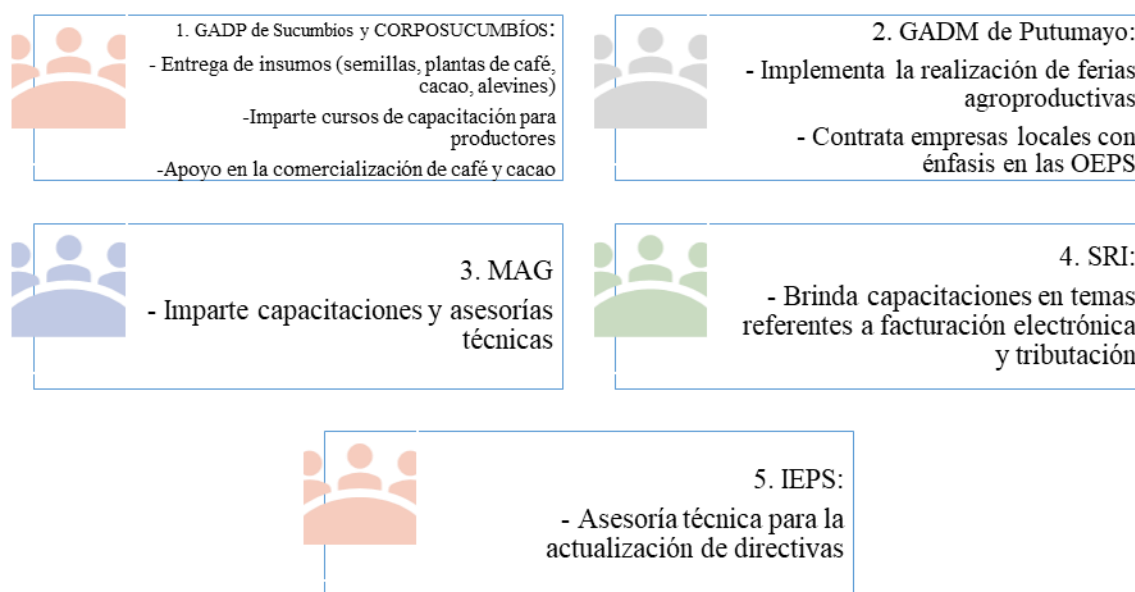 1. GADP de Sucumbíos y CORPOSUCUMBÍOS:
- Entrega de insumos (semillas, plantas de café,
cacao, alevines)
-Imparte cursos de capacitación para
productores
-Apoyo en la comercialización de café y cacao
2. GADM de Putumayo:
- Implementa la realización de ferias
agroproductivas
- Contrata empresas locales con
énfasis en las OEPS
3. MAG
- Imparte capacitaciones y asesorías
técnicas
4. SRI:
- Brinda capacitaciones en temas
referentes a facturación electrónica
y tributación
5. IEPS:
- Asesoría técnica para la
actualización de directivas